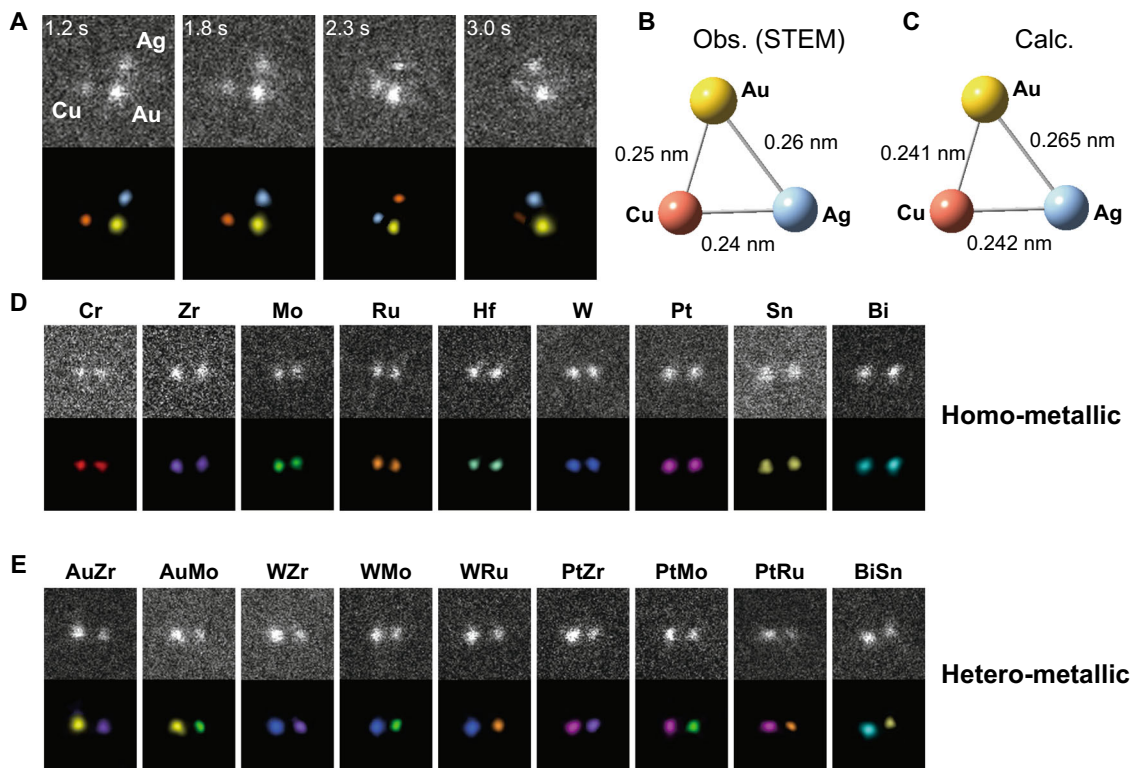 A
1.2 s
1.8 s
2.3 s
3.0 s
Ag
Cu
Au
B
Obs. (STEM)
Au
0.25 nm
0.26 nm
Cu
Ag
0.24 nm
C
Calc.
Au
0.241 nm
0.265 nm
Cu
Ag
0.242 nm
D
Cr Zr Mo Ru Hf W Pt Sn Bi
Homo-metallic
E
AuZr AuMo WZr WMo WRu PtZr PtMo PtRu BiSn
Hetero-metallic